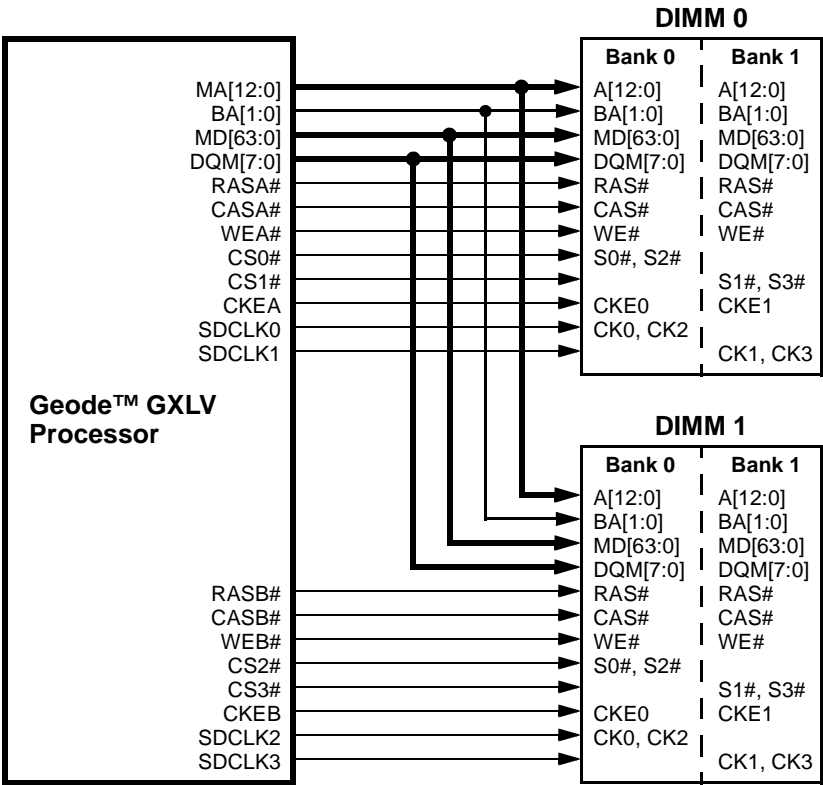 DIMM 0
Bank 0 Bank 1
MA[12:0] A[12:0] A[12:0]
BA[1:0] BA[1:0] BA[1:0]
MD[63:0] MD[63:0] MD[63:0]
DQM[7:0] DQM[7:0] DQM[7:0]
RASA# RAS# RAS#
CASA# CAS# CAS#
WEA# WE# WE#
CS0# S0#, S2#
CS1# S1#, S3#
CKEA CKE0 CKE1
SDCLK0 CK0, CK2
SDCLK1 CK1, CK3
Geode™ GXLV
Processor
DIMM 1
Bank 0 Bank 1
A[12:0] A[12:0]
BA[1:0] BA[1:0]
MD[63:0] MD[63:0]
DQM[7:0] DQM[7:0]
RASB# RAS# RAS#
CASB# CAS# CAS#
WEB# WE# WE#
CS2# S0#, S2#
CS3# S1#, S3#
CKEB CKE0 CKE1
SDCLK2 CK0, CK2
SDCLK3 CK1, CK3